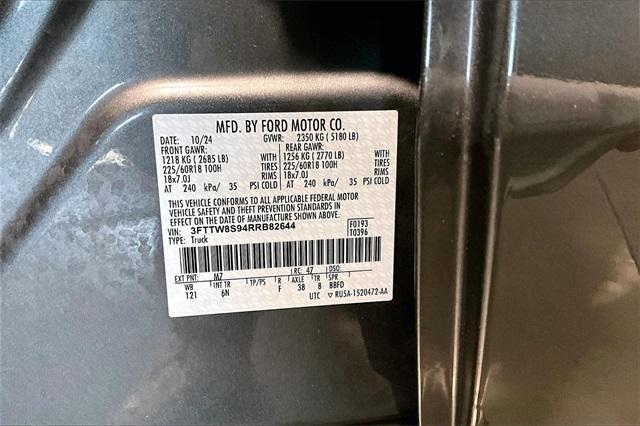 MFD. BY FORD MOTOR CO.
DATE: 10/24 GVWR: 2350 KG ( 5180 LB)
FRONT GAWR: REAR GAWR:
1218 KG ( 2685 LB) WITH 1256 KG ( 2770 LB) WITH
225/60R18 100H TIRES 225/60R18 100H TIRES
18x7.0J RIMS 18x7.0J RIMS
AT 240 kPa/ 35 PSI COLD AT 240 kPa/ 35 PSI COLD
THIS VEHICLE CONFORMS TO ALL APPLICABLE FEDERAL MOTOR
VEHICLE SAFETY AND THEFT PREVENTION STANDARDS IN
EFFECT ON THE DATE OF MANUFACTURE SHOWN ABOVE.
VIN: 3FTTW8S94RRB82644 F0193
TYPE: Truck T0396
EXT PNT: M7 RC: 47 DSO:
WB INT TR TP/PS R AXLE TR SPR
121 6N F 38 8 BBFD
UTC ▽ RU5A-1520472-AA